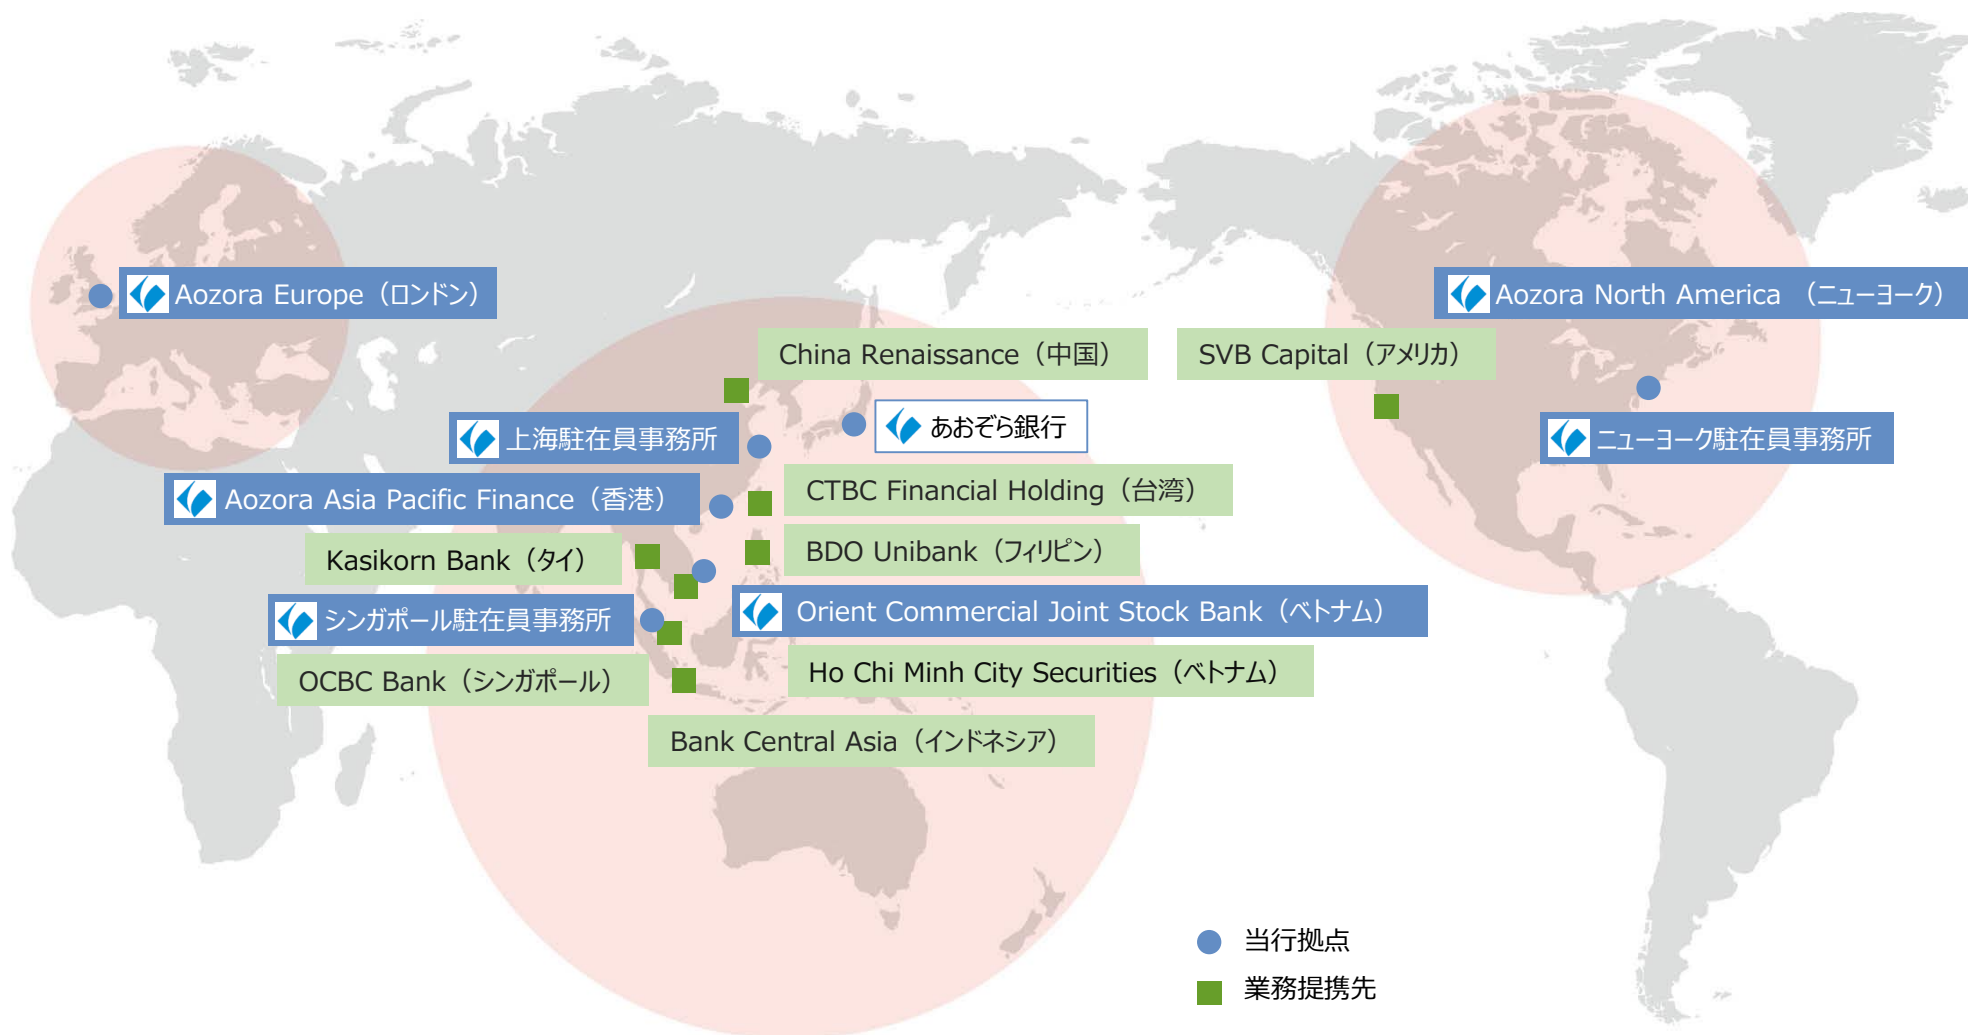 Aozora Europe（ロンドン）
Aozora North America （ニューヨーク）
China Renaissance（中国）
SVB Capital（アメリカ）
あおぞら銀行
上海駐在員事務所
ニューヨーク駐在員事務所
Aozora Asia Pacific Finance（香港）
CTBC Financial Holding（台湾）
Kasikorn Bank（タイ）
BDO Unibank（フィリピン）
シンガポール駐在員事務所
Orient Commercial Joint Stock Bank（ベトナム）
OCBC Bank（シンガポール）
Ho Chi Minh City Securities（ベトナム）
Bank Central Asia（インドネシア）
当行拠点
業務提携先